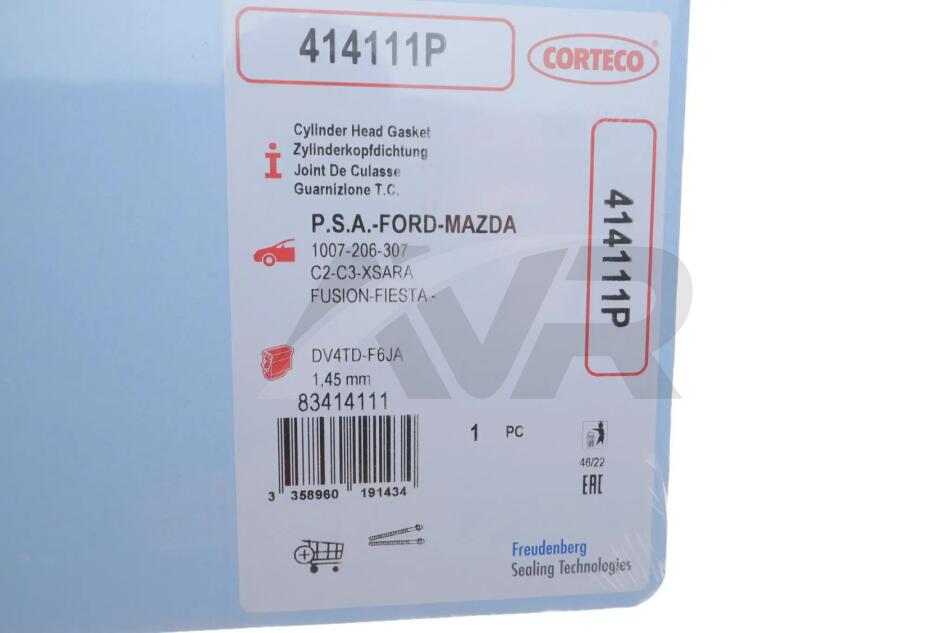 414111P
CORTECO®
Cylinder Head Gasket
Zylinderkopfdichtung
Joint De Culasse
Guarnizione T.C.
P.S.A.-FORD-MAZDA
1007-206-307
C2-C3-XSARA
FUSION-FIESTA -
414111P
DV4TD-F6JA
1,45 mm
83414111
1 PC
46/22
EAC
3 358960 191434
Freudenberg
Sealing Technologies
AVR